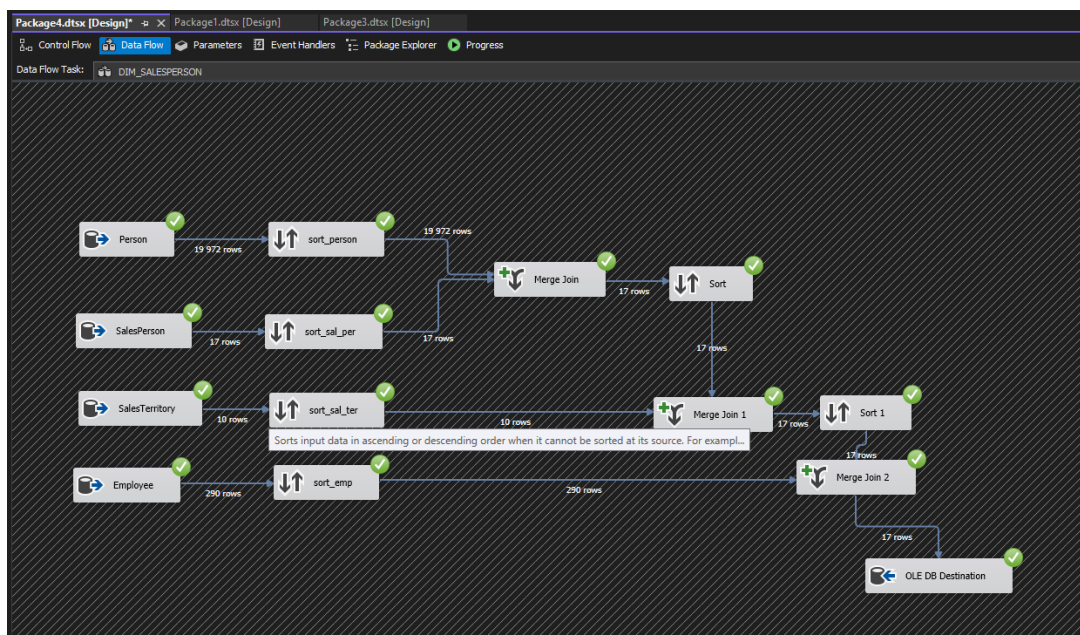 Package4.dtsx [Design]* Package1.dtsx [Design] Package3.dtsx [Design]
Control Flow Data Flow Parameters Event Handlers Package Explorer Progress
Data Flow Task: DIM_SALESPERSON
Person
19 972 rows
sort_person
19 972 rows
Merge Join
17 rows
Sort
SalesPerson
17 rows
sort_sal_per
17 rows
17 rows
SalesTerritory
10 rows
sort_sal_ter
10 rows
Merge Join 1
17 rows
Sort 1
Sorts input data in ascending or descending order when it cannot be sorted at its source. For exampl...
17 rows
Employee
290 rows
sort_emp
290 rows
Merge Join 2
17 rows
OLE DB Destination